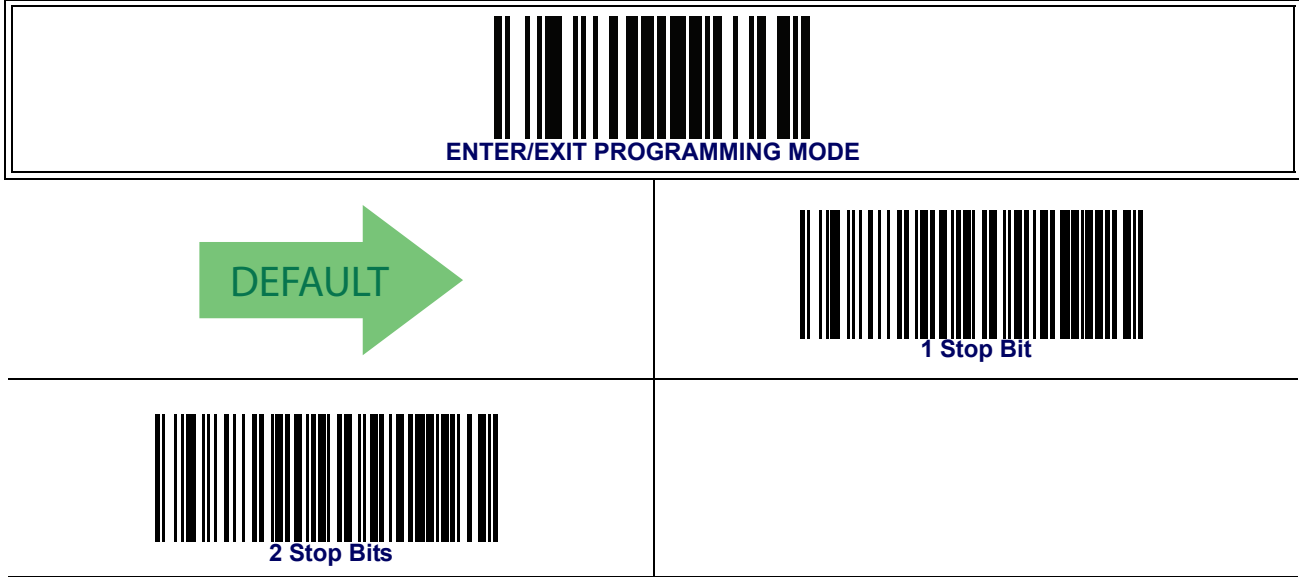 ENTER/EXIT PROGRAMMING MODE
DEFAULT
1 Stop Bit
2 Stop Bits